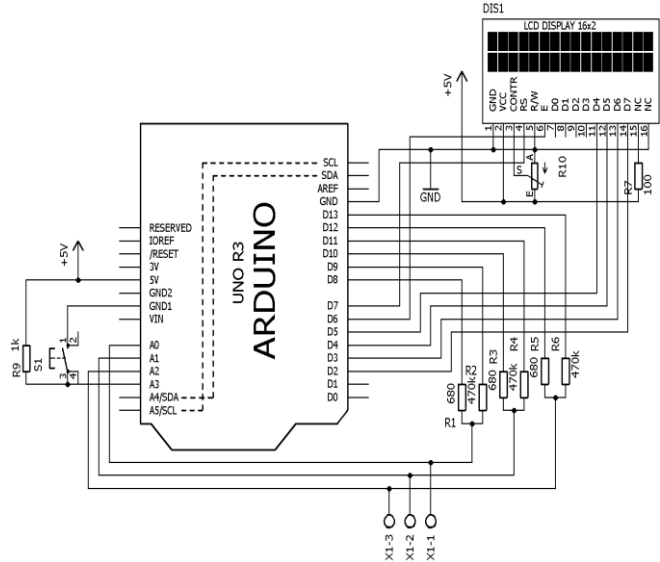 DIS1
LCD DISPLAY 16x2
GND
VCC
CONTR
RS
R/W
E
D0
D1
D2
D3
D4
D5
D6
D7
NC
NC
1
2
3
4
5
6
7
8
9
10
11
12
13
14
15
16
+5V
A
S
E
R10
R7
100
GND
SCL
SDA
AREF
GND
D13
D12
D11
D10
D9
D8
D7
D6
D5
D4
D3
D2
D1
D0
RESERVED
IOREF
/RESET
3V
5V
GND2
GND1
VIN
A0
A1
A2
A3
A4/SDA
A5/SCL
UNO R3
ARDUINO
+5V
R9
1k
S1
1
2
3
4
680
R1
470k
R2
680
R3
470k
R4
680
R5
470k
R6
X1-3
X1-2
X1-1